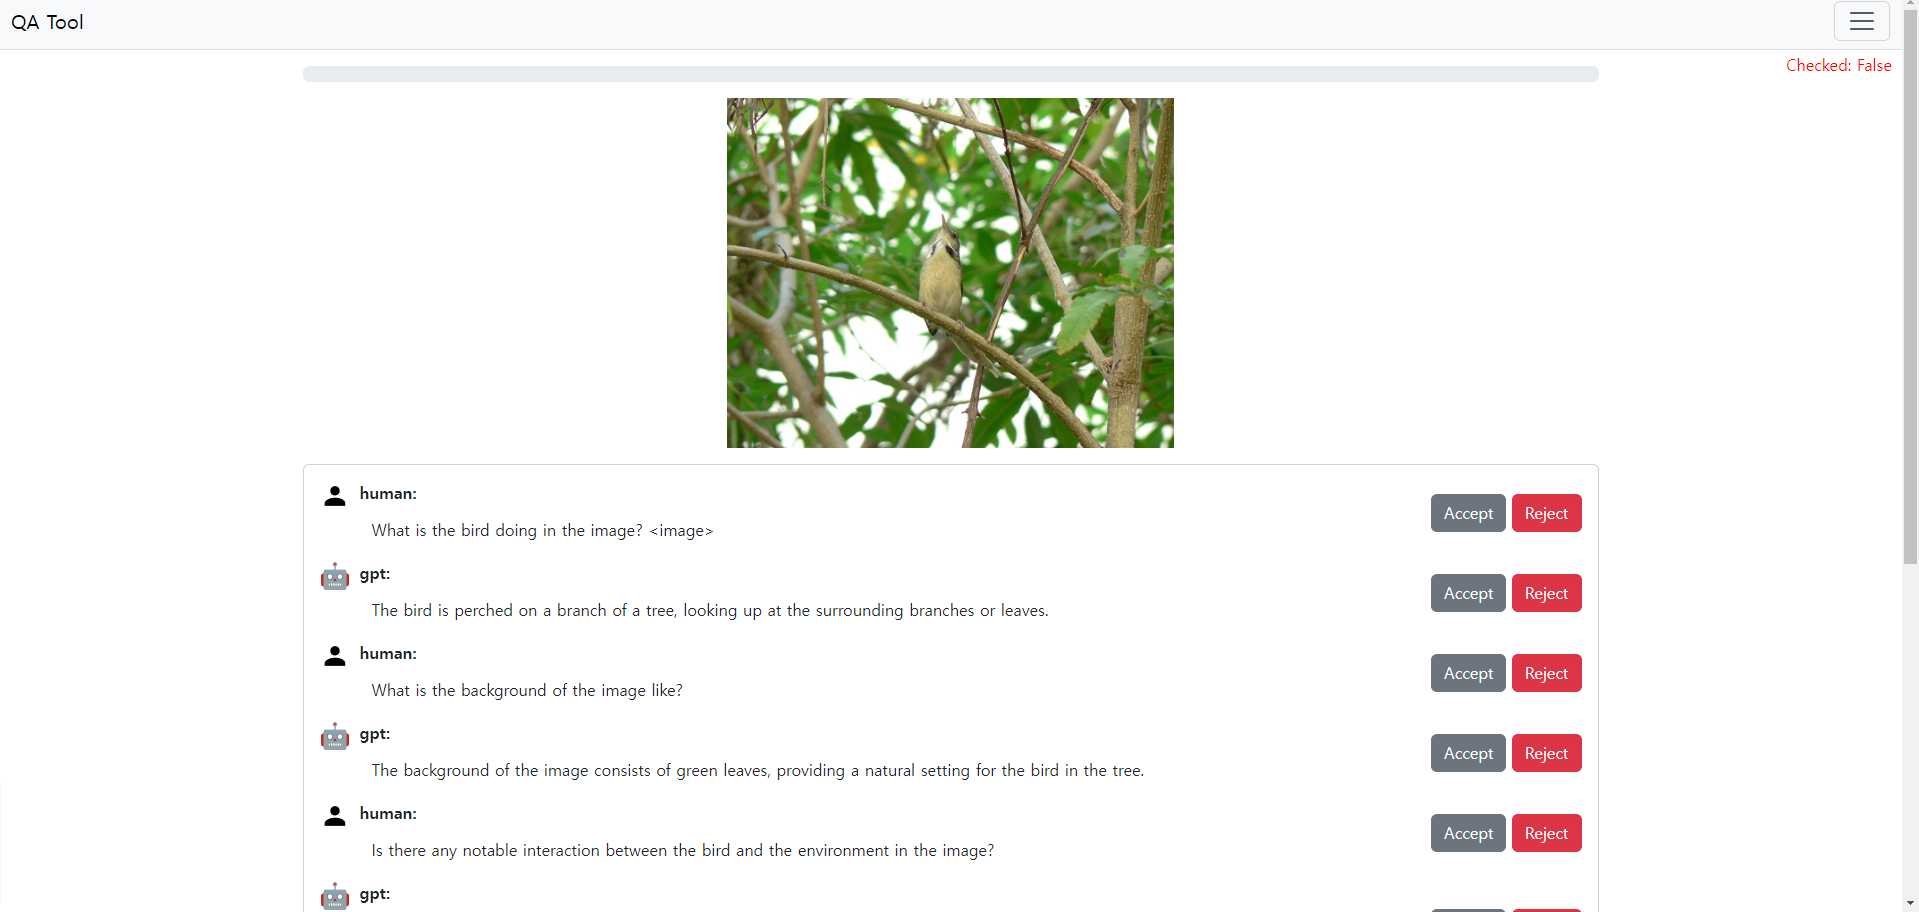 QA Tool
Checked: False
human:
What is the bird doing in the image? <image>
Accept
Reject
gpt:
The bird is perched on a branch of a tree, looking up at the surrounding branches or leaves.
Accept
Reject
human:
What is the background of the image like?
Accept
Reject
gpt:
The background of the image consists of green leaves, providing a natural setting for the bird in the tree.
Accept
Reject
human:
Is there any notable interaction between the bird and the environment in the image?
Accept
Reject
gpt: